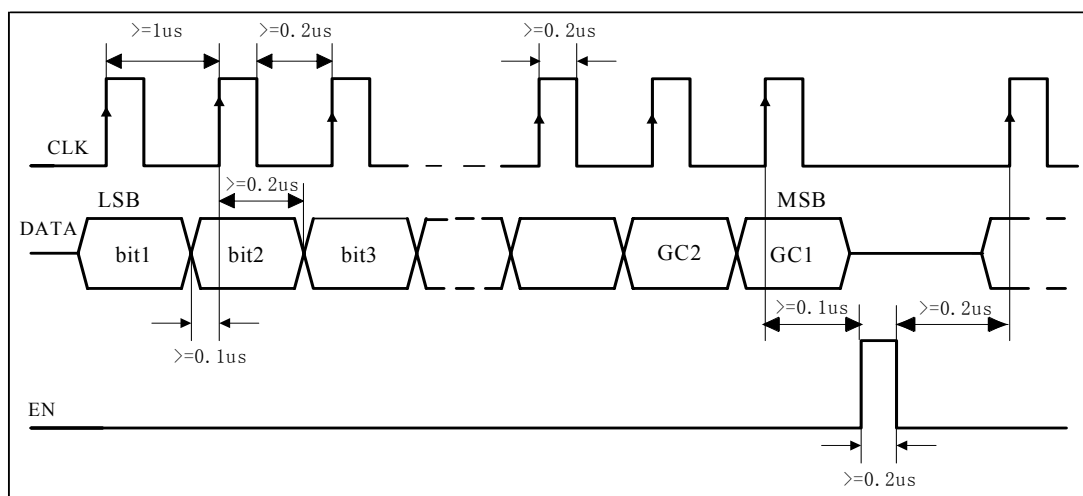 >=1us
>=0.2us
>=0.2us
CLK
>=0.2us
LSB
MSB
DATA
bit1
bit2
bit3
GC2
GC1
>=0.1us
>=0.2us
>=0.1us
EN
>=0.2us